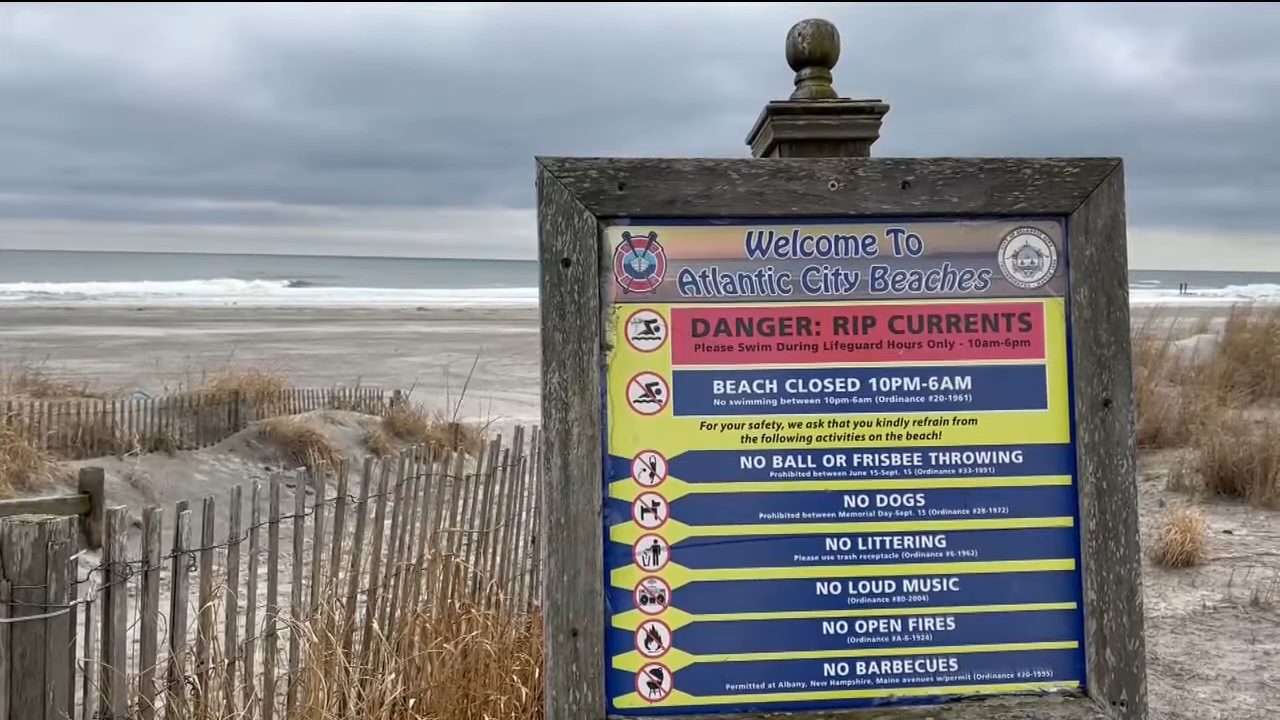 Welcome To
Atlantic City Beaches
DANGER: RIP CURRENTS
Please Swim During Lifeguard Hours Only - 10am-6pm
BEACH CLOSED 10PM-6AM
No swimming between 10pm-6am (Ordinance #20-1961)
For your safety, we ask that you kindly refrain from
the following activities on the beach!
NO BALL OR FRISBEE THROWING
Prohibited between June 15-Sept. 15 (Ordinance #33-1991)
NO DOGS
Prohibited between Memorial Day-Sept. 15 (Ordinance #28-1972)
NO LITTERING
Please use trash receptacle (Ordinance #6-1962)
NO LOUD MUSIC
(Ordinance #80-2004)
NO OPEN FIRES
(Ordinance #A-6-1924)
NO BARBECUES
Permitted at Albany, New Hampshire, Maine avenues w/permit (Ordinance #20-1995)